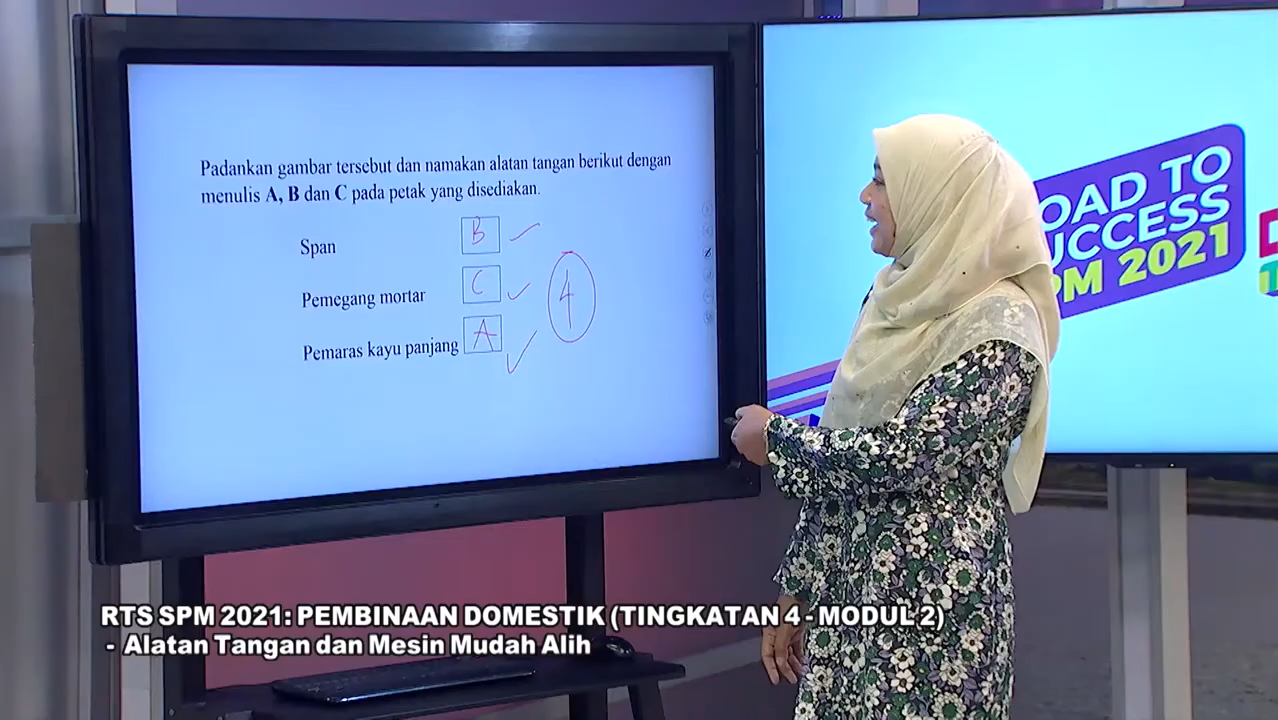 Padankan gambar tersebut dan namakan alatan tangan berikut dengan
menulis A, B dan C pada petak yang disediakan.
Span B
Pemegang mortar C
Pemaras kayu panjang A
4
OAD TO
UCCESS
PM 2021
RTS SPM 2021: PEMBINAAN DOMESTIK (TINGKATAN 4 - MODUL 2)
- Alatan Tangan dan Mesin Mudah Alih